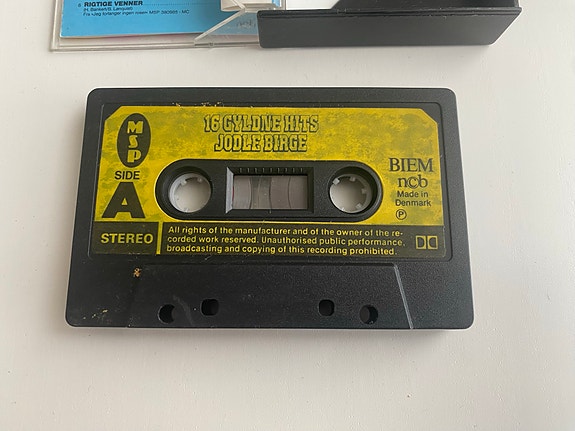 6 RIGTIGE VENNER
MSP
16 GYLDNE HITS
JODLE BIRGE
SIDE
A
STEREO
BIEM
ncb
Made in
Denmark
℗
All rights of the manufacturer and of the owner of the re-
corded work reserved. Unauthorised public performance,
broadcasting and copying of this recording prohibited.